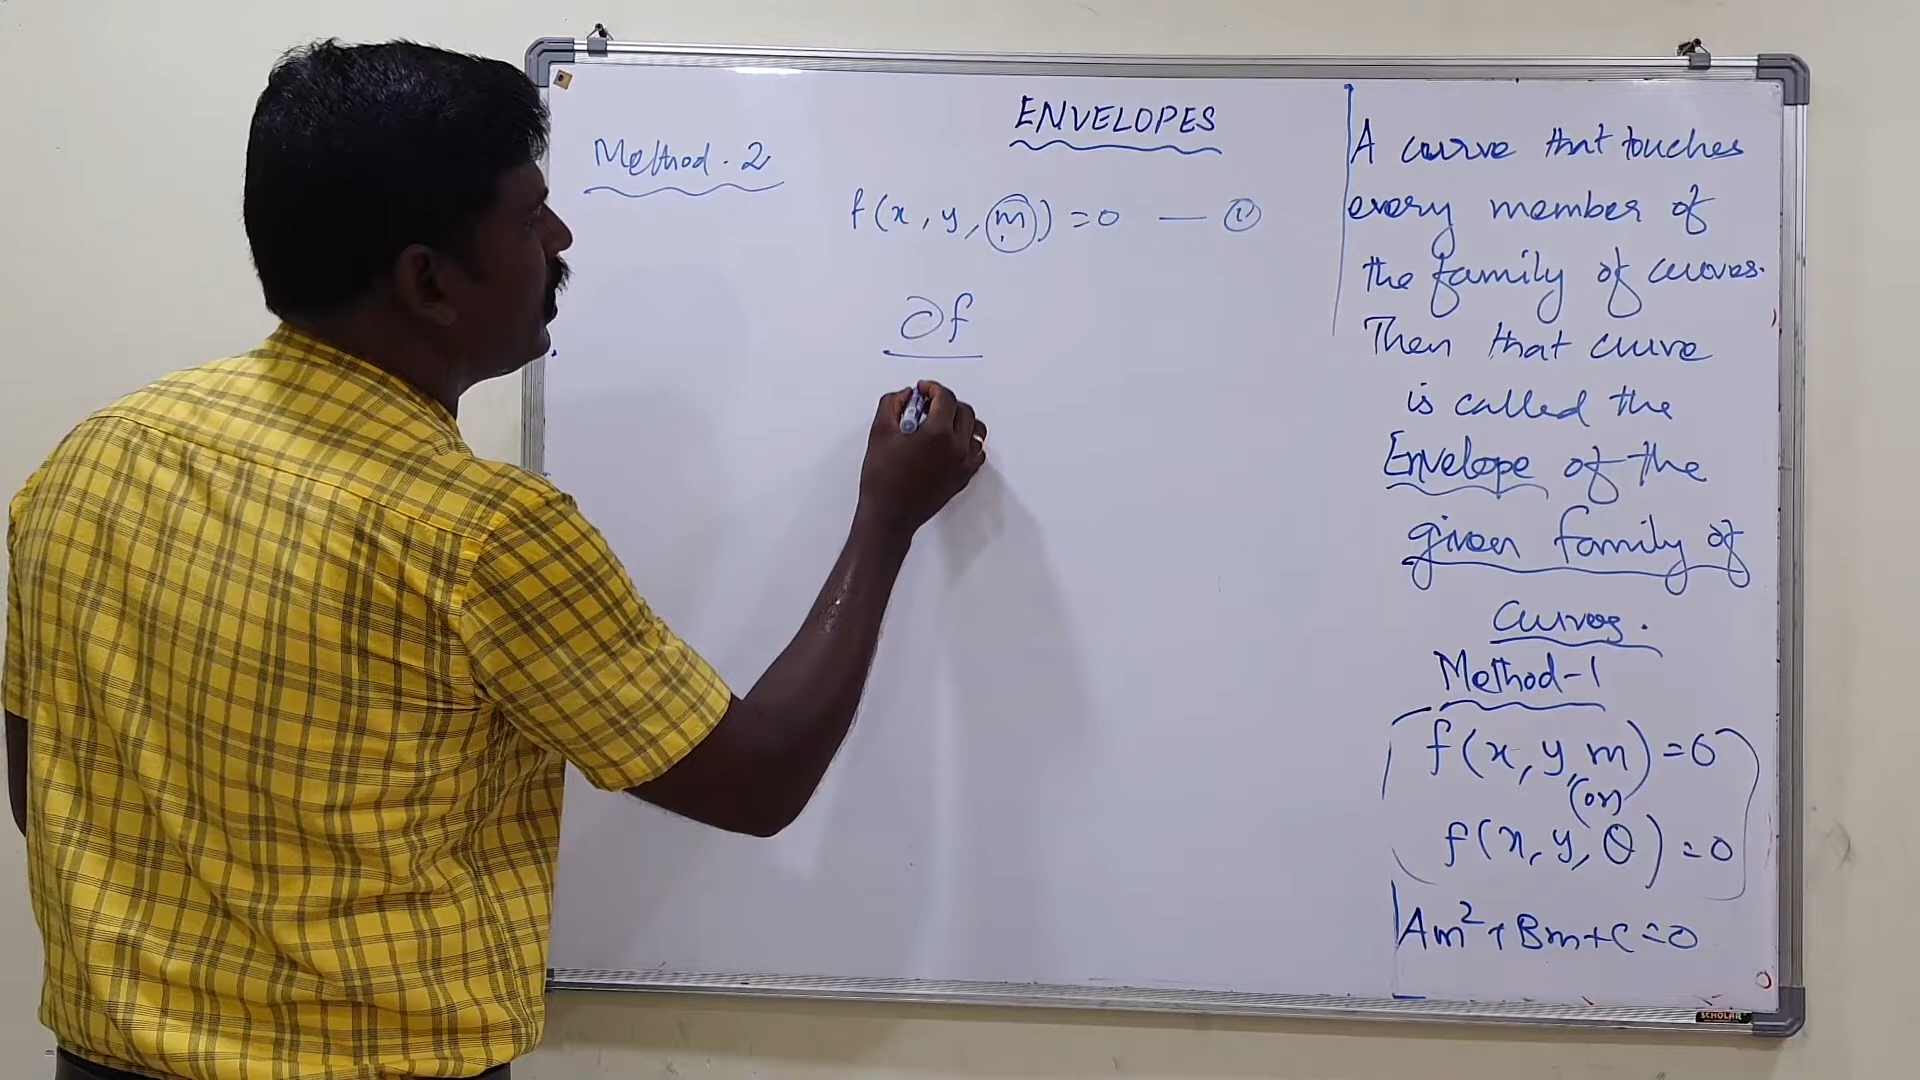 ENVELOPES
Method. 2
f(x, y, m) = 0 — ①
∂f
A curve that touches
every member of
the family of curves.
Then that curve
is called the
Envelope of the
given family of
Curves.
Method-1
f(x, y, m) = 0
(or)
f(x, y, θ) = 0
Am² + Bm + C = 0
SCHOLAR